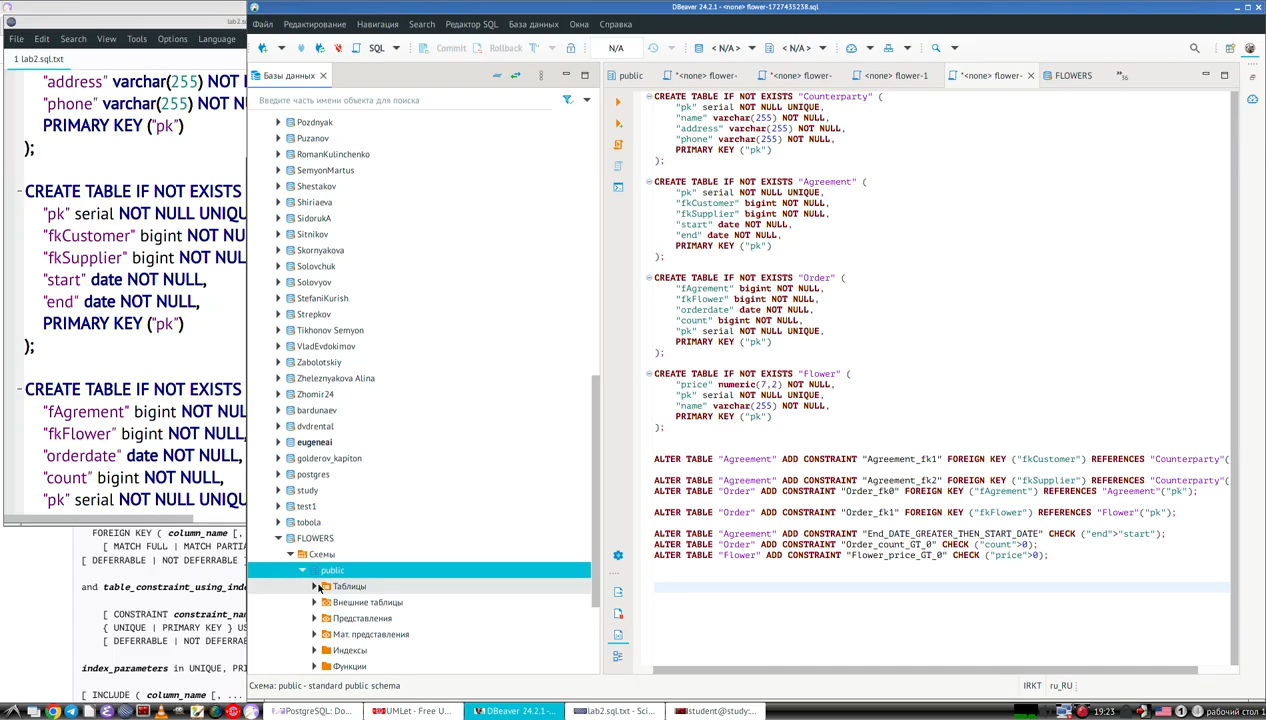 lab2.sql
File Edit Search View Tools Options Language
1 lab2.sql.txt
"address" varchar(255) NOT
"phone" varchar(255) NOT N
PRIMARY KEY ("pk")
);
CREATE TABLE IF NOT EXISTS
"pk" serial NOT NULL UNIQU
"fkCustomer" bigint NOT NU
"fkSupplier" bigint NOT NUL
"start" date NOT NULL,
"end" date NOT NULL,
PRIMARY KEY ("pk")
);
CREATE TABLE IF NOT EXISTS
"fAgrement" bigint NOT NUL
"fkFlower" bigint NOT NULL,
"orderdate" date NOT NULL,
"count" bigint NOT NULL,
"pk" serial NOT NULL UNIQU
FOREIGN KEY ( column_name [,
[ MATCH FULL | MATCH PARTIA
[ DEFERRABLE | NOT DEFERRAB
and table_constraint_using_inde
[ CONSTRAINT constraint_nam
{ UNIQUE | PRIMARY KEY } US
[ DEFERRABLE | NOT DEFERRAB
index_parameters in UNIQUE, PRI
[ INCLUDE ( column_name [, ...
DBeaver 24.2.1 - <none> flower-1727435238.sql
Файл Редактирование Навигация Search Редактор SQL База данных Окна Справка
SQL Commit Rollback T N/A < N/A > < N/A >
Базы данных
Введите часть имени объекта для поиска
Pozdnyak
Puzanov
RomanKulinchenko
SemyonMartus
Shestakov
Shiriaeva
SidorukA
Sitnikov
Skornyakova
Solovchuk
Solovyov
StefaniKurish
Strepkov
Tikhonov Semyon
VladEvdokimov
Zabolotskiy
Zheleznyakova Alina
Zhomir24
bardunaev
dvdrental
eugeneai
golderov_kapiton
postgres
study
test1
tobola
FLOWERS
Схемы
public
Таблицы
Внешние таблицы
Представления
Мат. представления
Индексы
Функции
Схема: public - standard public schema
public *<none> flower- *<none> flower- <none> flower-1 *<none> flower- FLOWERS »36
CREATE TABLE IF NOT EXISTS "Counterparty" (
"pk" serial NOT NULL UNIQUE,
"name" varchar(255) NOT NULL,
"address" varchar(255) NOT NULL,
"phone" varchar(255) NOT NULL,
PRIMARY KEY ("pk")
);
CREATE TABLE IF NOT EXISTS "Agreement" (
"pk" serial NOT NULL UNIQUE,
"fkCustomer" bigint NOT NULL,
"fkSupplier" bigint NOT NULL,
"start" date NOT NULL,
"end" date NOT NULL,
PRIMARY KEY ("pk")
);
CREATE TABLE IF NOT EXISTS "Order" (
"fAgrement" bigint NOT NULL,
"fkFlower" bigint NOT NULL,
"orderdate" date NOT NULL,
"count" bigint NOT NULL,
"pk" serial NOT NULL UNIQUE,
PRIMARY KEY ("pk")
);
CREATE TABLE IF NOT EXISTS "Flower" (
"price" numeric(7,2) NOT NULL,
"pk" serial NOT NULL UNIQUE,
"name" varchar(255) NOT NULL,
PRIMARY KEY ("pk")
);
ALTER TABLE "Agreement" ADD CONSTRAINT "Agreement_fk1" FOREIGN KEY ("fkCustomer") REFERENCES "Counterparty"(
ALTER TABLE "Agreement" ADD CONSTRAINT "Agreement_fk2" FOREIGN KEY ("fkSupplier") REFERENCES "Counterparty"(
ALTER TABLE "Order" ADD CONSTRAINT "Order_fk0" FOREIGN KEY ("fAgrement") REFERENCES "Agreement"("pk");
ALTER TABLE "Order" ADD CONSTRAINT "Order_fk1" FOREIGN KEY ("fkFlower") REFERENCES "Flower"("pk");
ALTER TABLE "Agreement" ADD CONSTRAINT "End_DATE_GREATER_THEN_START_DATE" CHECK ("end">"start");
ALTER TABLE "Order" ADD CONSTRAINT "Order_count_GT_0" CHECK ("count">0);
ALTER TABLE "Flower" ADD CONSTRAINT "Flower_price_GT_0" CHECK ("price">0);
IRKT ru_RU
PostgreSQL: Do... UMLet - Free U... DBeaver 24.2.1 -... lab2.sql.txt - Sci... student@study:... 19:23 рабочий стол 1